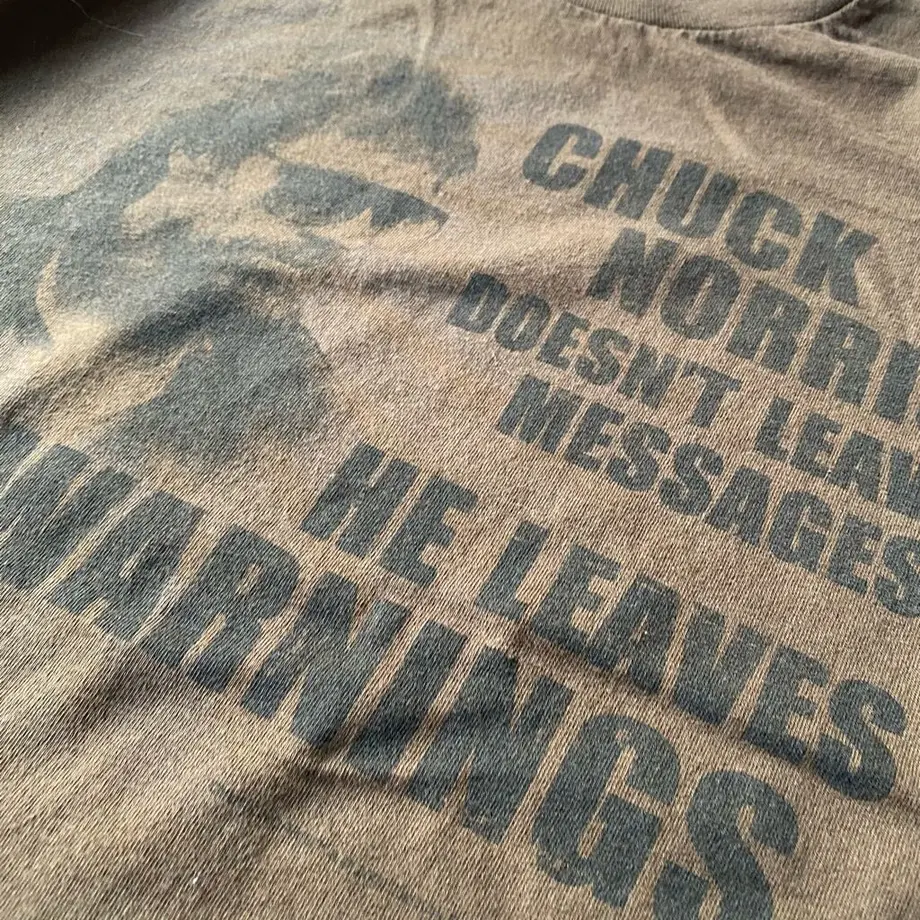 CHUCK
NORRI
DOESN'T LEAV
MESSAGES
HE LEAVES
WARNINGS